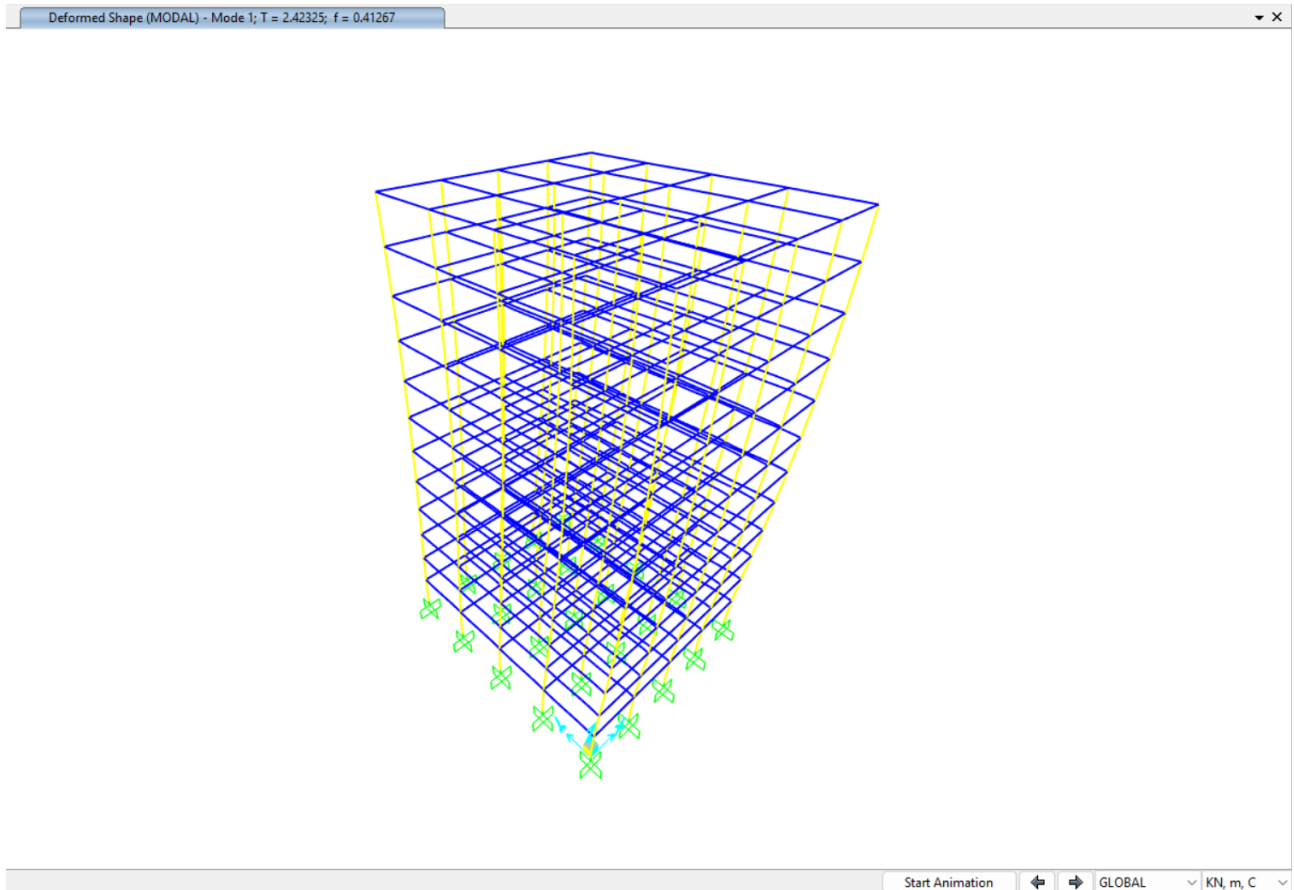 Deformed Shape (MODAL) - Mode 1; T = 2.42325; f = 0.41267
Start Animation GLOBAL KN, m, C